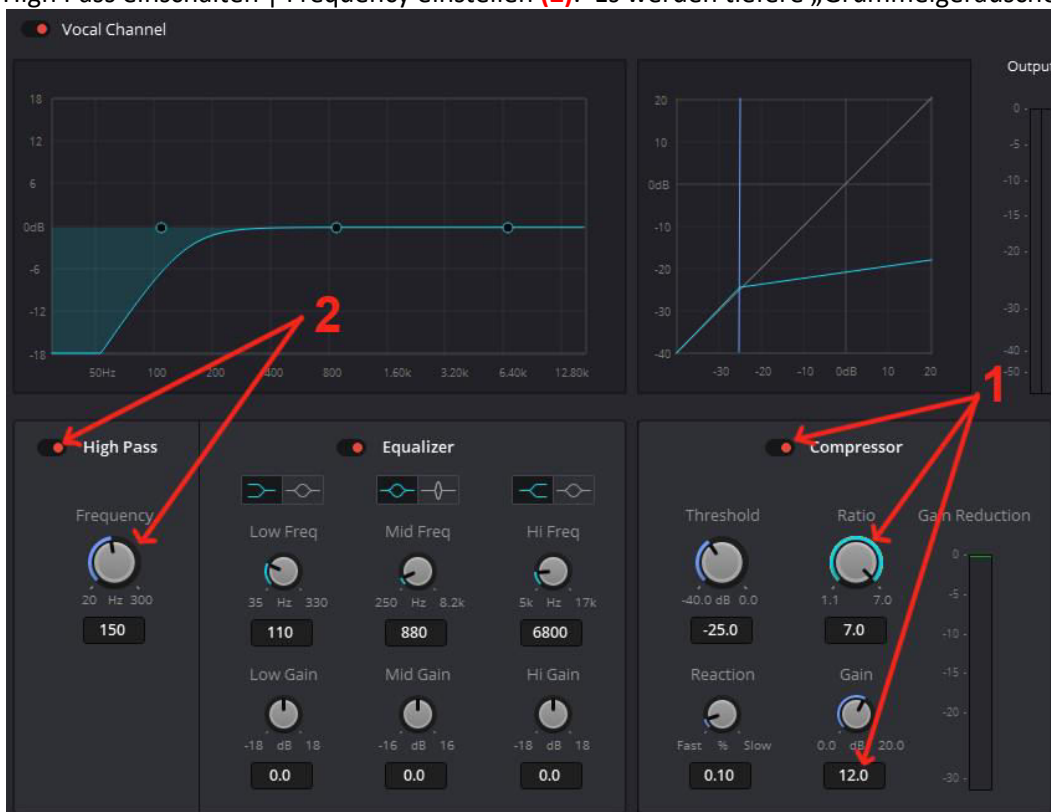 High Pass einschalten | Frequency einstellen (2). Es werden tiefere „Grummelgeräusche
Vocal Channel
Output
18
12
6
0dB
-6
-12
-18
50Hz 100 200 400 800 1.60k 3.20k 6.40k 12.80k
20
10
0dB
-10
-20
-30
-40
-30 -20 -10 0dB 10 20
0
-5
-10
-15
-20
-30
-40
-50
2
1
High Pass
Frequency
20 Hz 300
150
Equalizer
Low Freq Mid Freq Hi Freq
35 Hz 330 250 Hz 8.2k 5k Hz 17k
110 880 6800
Low Gain Mid Gain Hi Gain
-18 dB 18 -16 dB 16 -18 dB 18
0.0 0.0 0.0
Compressor
Threshold Ratio Gain Reduction
-40.0 dB 0.0 1.1 7.0
-25.0 7.0
Reaction Gain
Fast % Slow 0.0 dB 20.0
0.10 12.0
0
-5
-10
-15
-20
-30